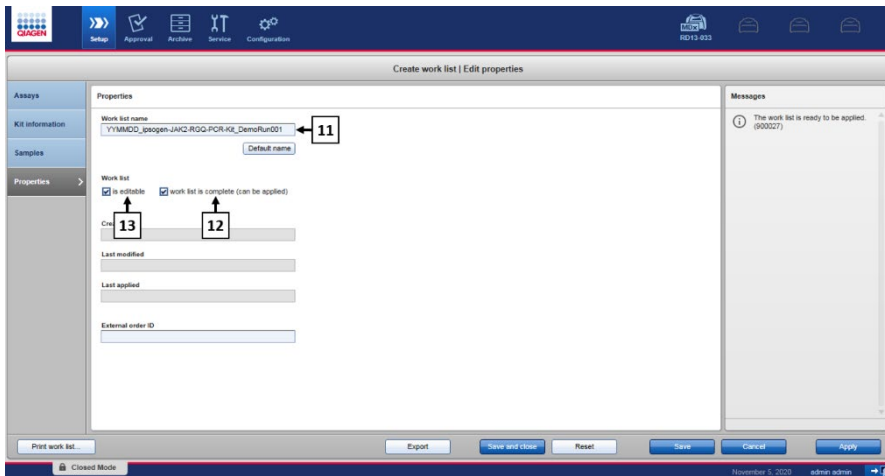 QIAGEN
Setup Approval Archive Service Configuration
MDx
RD13-033
Create work list | Edit properties
Assays
Kit information
Samples
Properties
Properties
Work list name
YYMMDD_ipsogen-JAK2-RGQ-PCR-Kit_DemoRun001
11
Default name
Work list
is editable work list is complete (can be applied)
13 12
Last modified
Last applied
External order ID
Messages
The work list is ready to be applied.
(900027)
Print work list... Export Save and close Reset Save Cancel Apply
Closed Mode November 5, 2020 admin admin